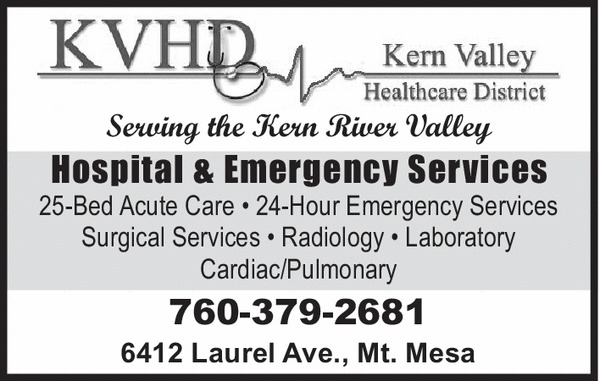 KVHD
Kern Valley
Healthcare District
Serving the Kern River Valley
Hospital & Emergency Services
25-Bed Acute Care • 24-Hour Emergency Services
Surgical Services • Radiology • Laboratory
Cardiac/Pulmonary
760-379-2681
6412 Laurel Ave., Mt. Mesa